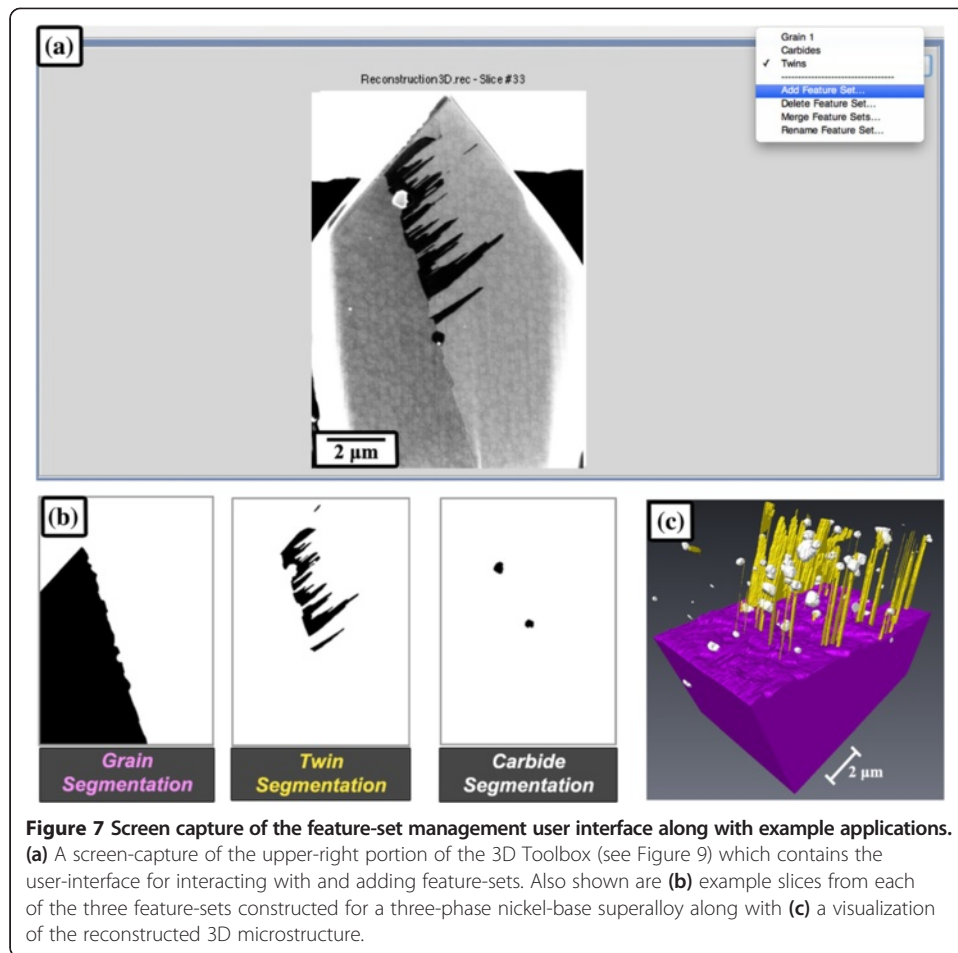 (a)
Grain 1
Carbides
✓ Twins
--------------------------------
Add Feature Set...
Delete Feature Set...
Merge Feature Sets...
Rename Feature Set...
Reconstruction3D.rec - Slice #33
2 µm
(b)
Grain
Segmentation
Twin
Segmentation
Carbide
Segmentation
(c)
2 µm
Figure 7 Screen capture of the feature-set management user interface along with example applications.
(a) A screen-capture of the upper-right portion of the 3D Toolbox (see Figure 9) which contains the
user-interface for interacting with and adding feature-sets. Also shown are (b) example slices from each
of the three feature-sets constructed for a three-phase nickel-base superalloy along with (c) a visualization
of the reconstructed 3D microstructure.